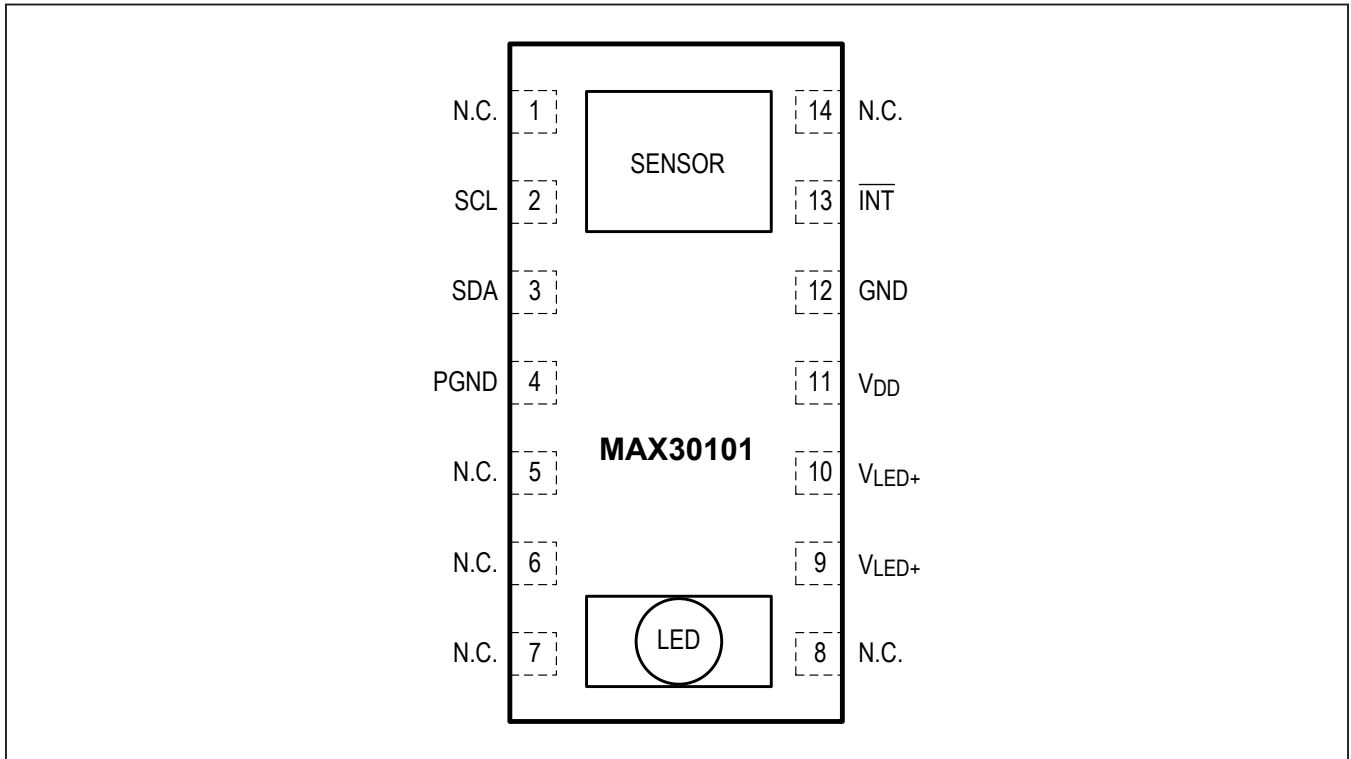 N.C. 1 14 N.C.
SENSOR
SCL 2 13 INT
SDA 3 12 GND
PGND 4 11 VDD
MAX30101
N.C. 5 10 VLED+
N.C. 6 9 VLED+
LED
N.C. 7 8 N.C.